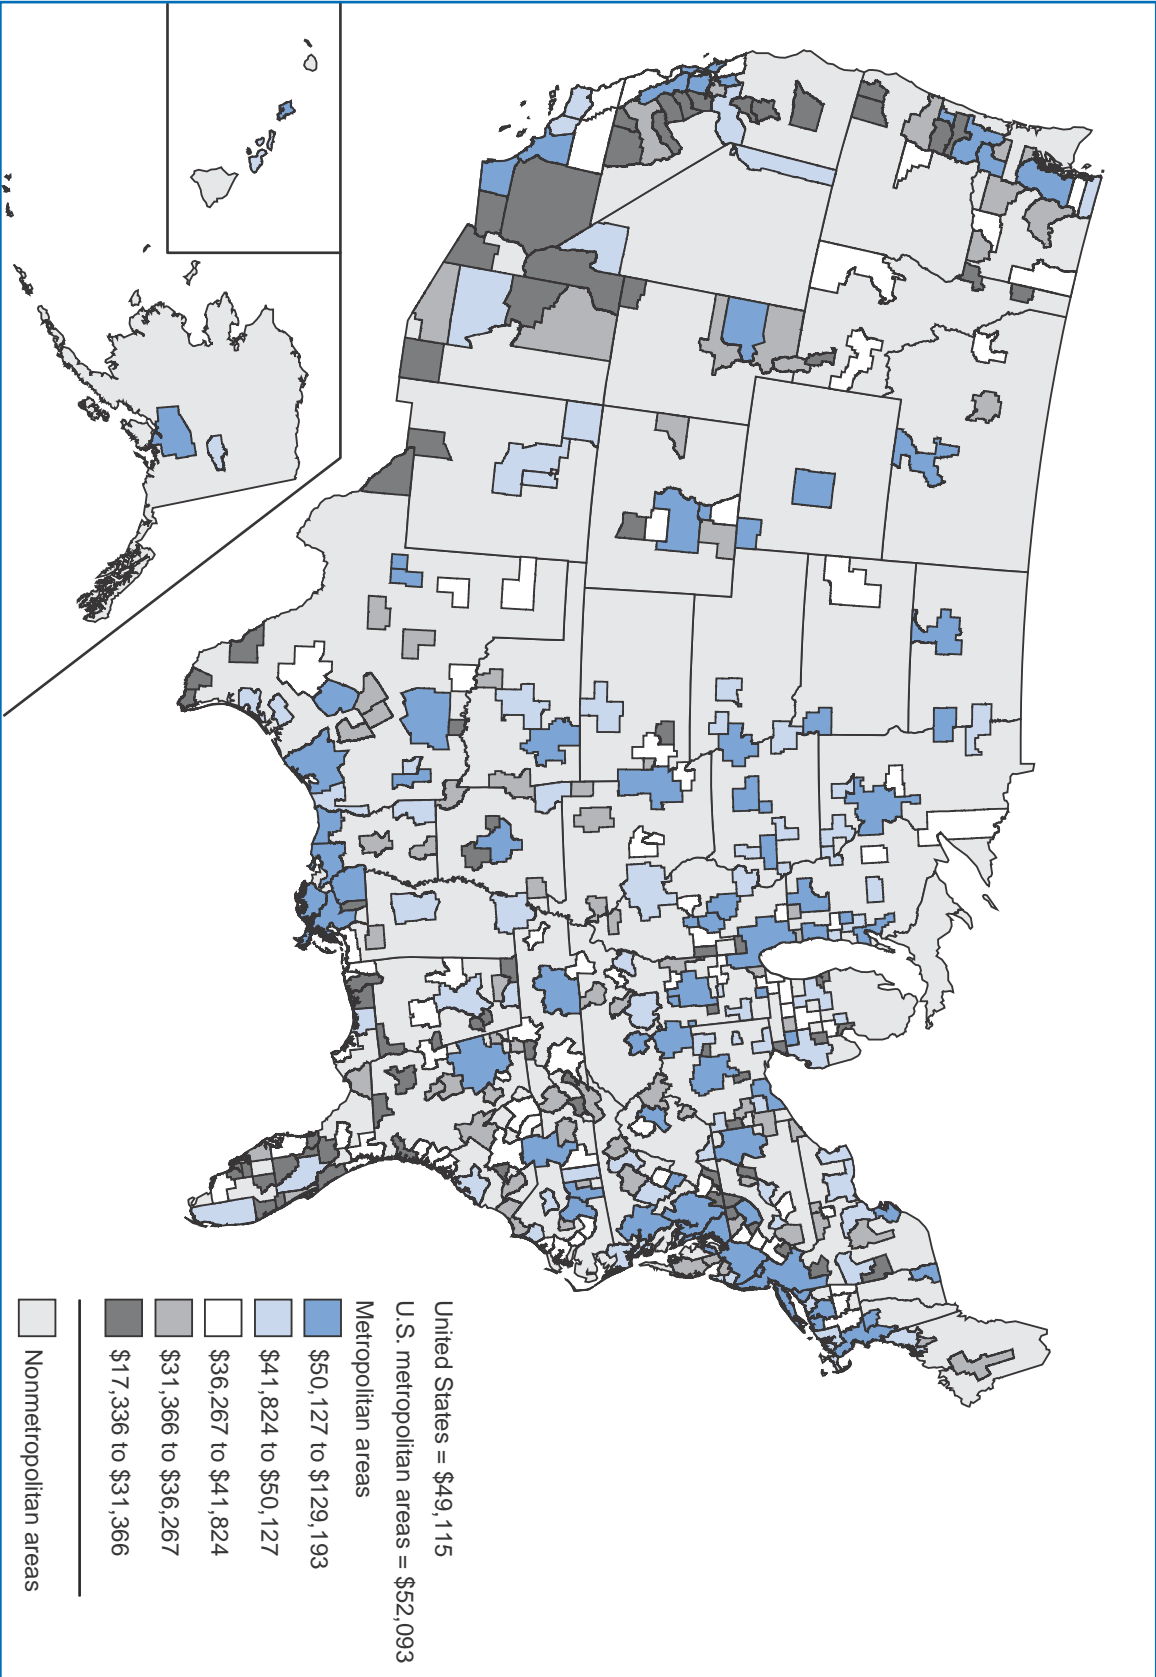 United States = $49,115
U.S. metropolitan areas = $52,093
Metropolitan areas
$50,127 to $129,193
$41,824 to $50,127
$36,267 to $41,824
$31,366 to $36,267
$17,336 to $31,366
Nonmetropolitan areas